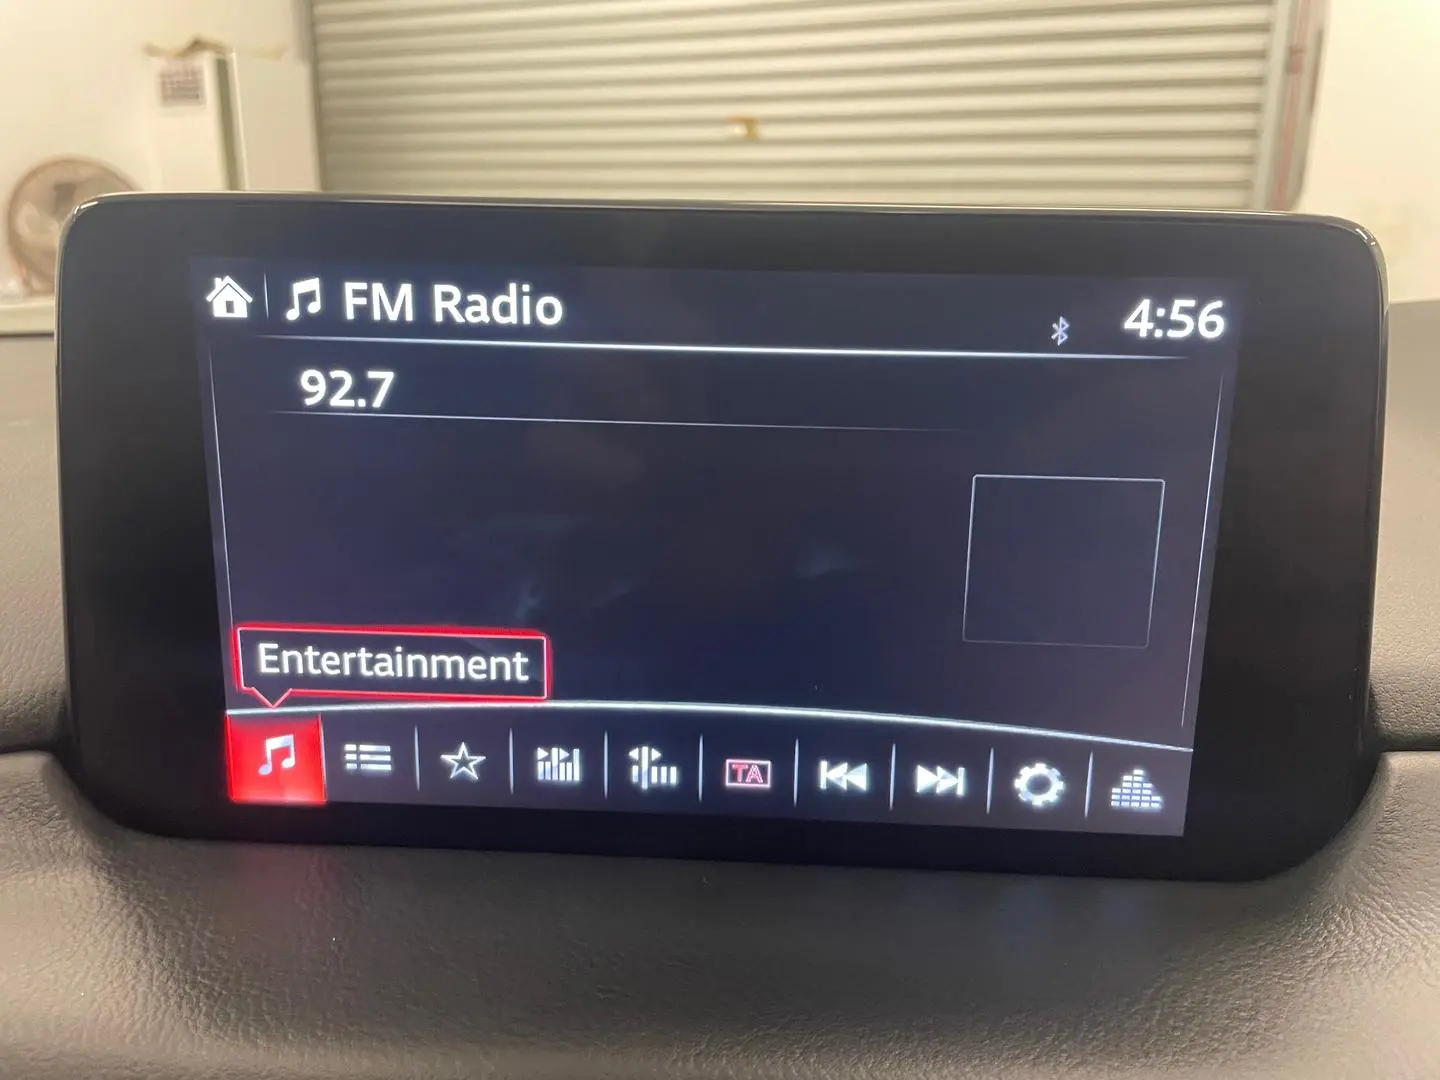 FM Radio
4:56
92.7
Entertainment
TA